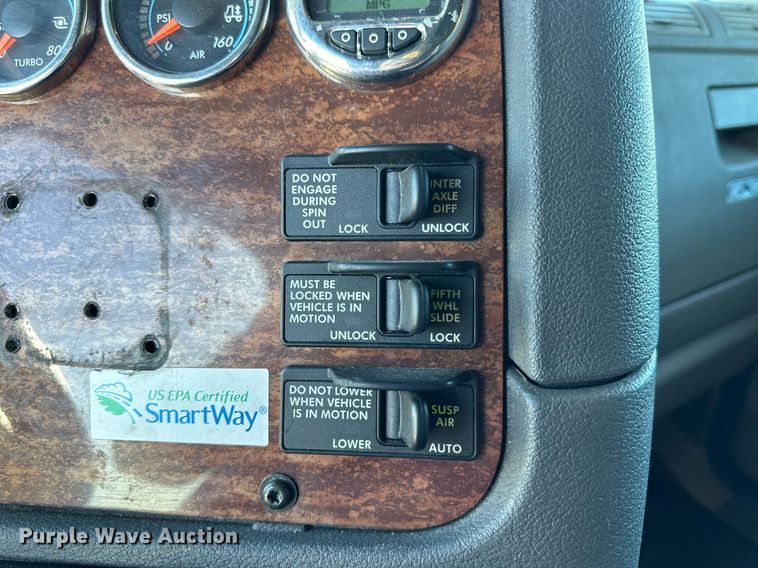 MPG
PSI
80
0
160
TURBO
AIR
DO NOT
ENGAGE
DURING
SPIN
OUT
INTER
AXLE
DIFF
LOCK
UNLOCK
MUST BE
LOCKED WHEN
VEHICLE IS IN
MOTION
FIFTH
WHL
SLIDE
UNLOCK
LOCK
DO NOT LOWER
WHEN VEHICLE
IS IN MOTION
SUSP
AIR
LOWER
AUTO
US EPA Certified
SmartWay®
Purple Wave Auction